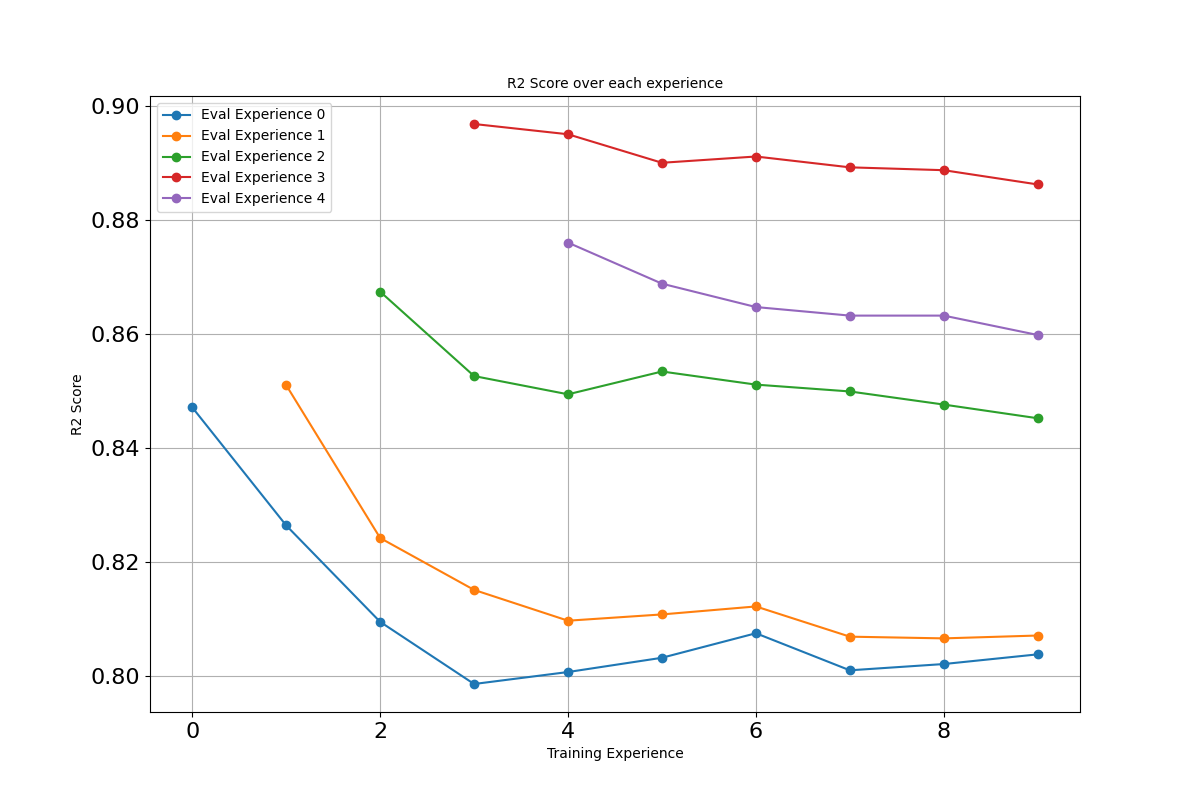 R2 Score over each experience
Eval Experience 0
Eval Experience 1
Eval Experience 2
Eval Experience 3
Eval Experience 4
0.90
0.88
0.86
0.84
0.82
0.80
R2 Score
0 2 4 6 8
Training Experience